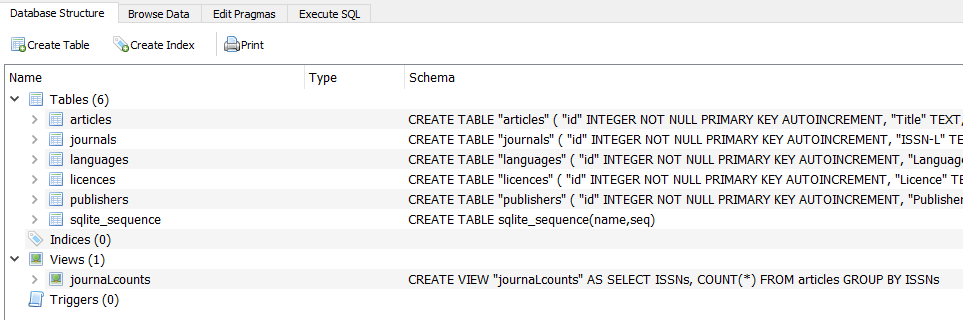 Database Structure Browse Data Edit Pragmas Execute SQL
Create Table Create Index Print
Name Type Schema
Tables (6)
articles CREATE TABLE "articles" ( "id" INTEGER NOT NULL PRIMARY KEY AUTOINCREMENT, "Title" TEXT,
journals CREATE TABLE "journals" ( "id" INTEGER NOT NULL PRIMARY KEY AUTOINCREMENT, "ISSN-L" TE
languages CREATE TABLE "languages" ( "id" INTEGER NOT NULL PRIMARY KEY AUTOINCREMENT, "Language
licences CREATE TABLE "licences" ( "id" INTEGER NOT NULL PRIMARY KEY AUTOINCREMENT, "Licence" TE
publishers CREATE TABLE "publishers" ( "id" INTEGER NOT NULL PRIMARY KEY AUTOINCREMENT, "Publisher
sqlite_sequence CREATE TABLE sqlite_sequence(name,seq)
Indices (0)
Views (1)
journal.counts CREATE VIEW "journal.counts" AS SELECT ISSNs, COUNT(*) FROM articles GROUP BY ISSNs
Triggers (0)